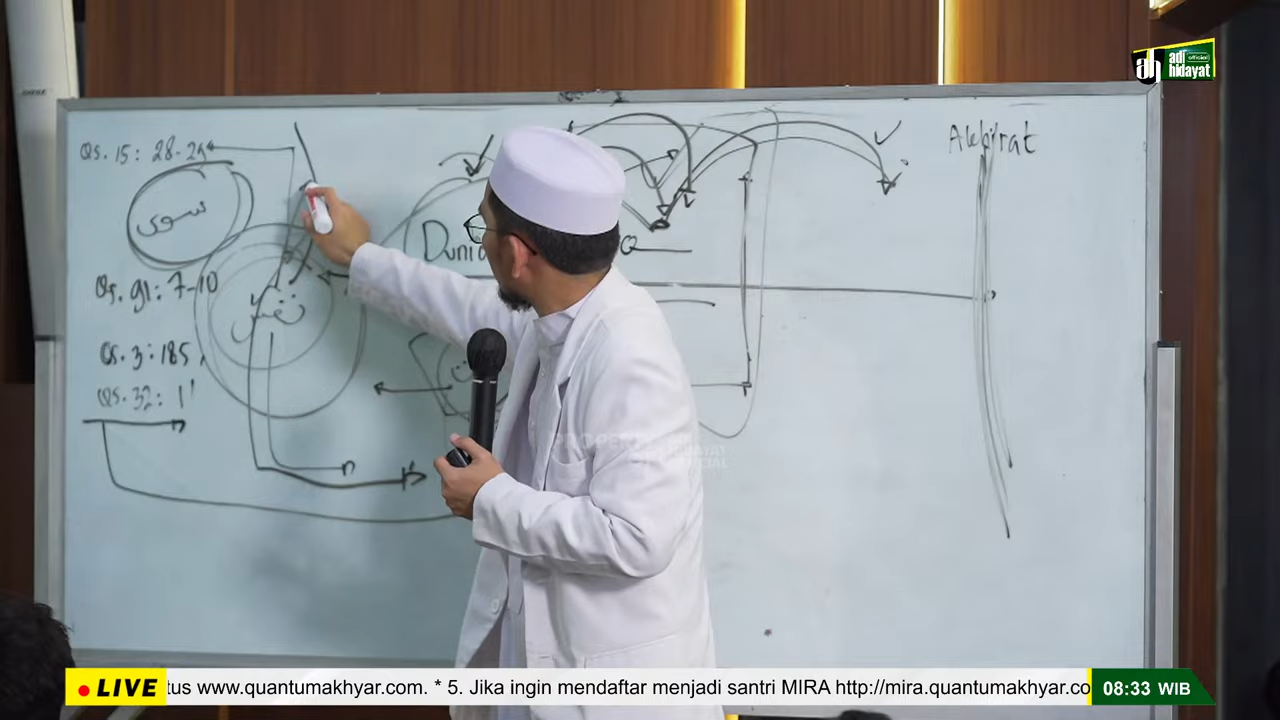 adi
official
hidayat
Qs. 15 : 28-29
Akhirat
سوى
Dunia
Qs. 91 : 7-10
نفس
Qs. 3 : 185
Qs. 32 : 11
PROPERTI
LIVE
tus www.quantumakhyar.com. * 5. Jika ingin mendaftar menjadi santri MIRA http://mira.quantumakhyar.co
08:33 WIB